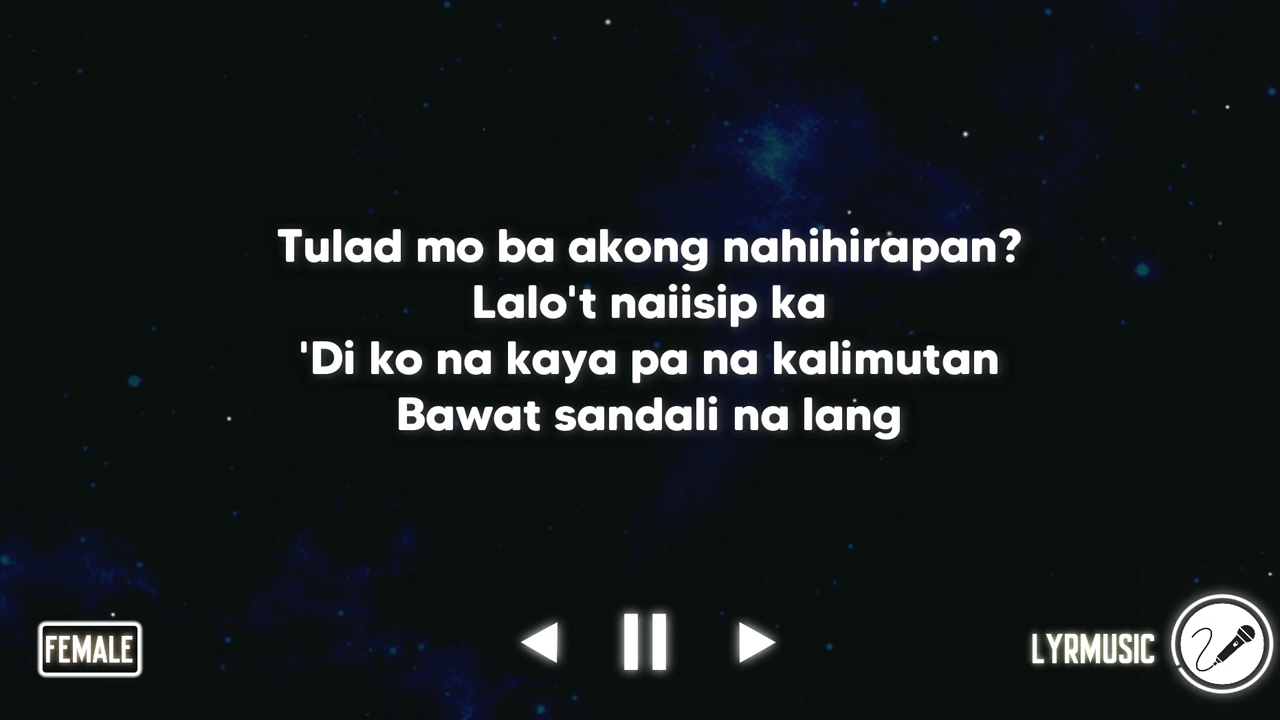 Tulad mo ba akong nahihirapan?
Lalo't naiisip ka
'Di ko na kaya pa na kalimutan
Bawat sandali na lang
FEMALE
LYRMUSIC